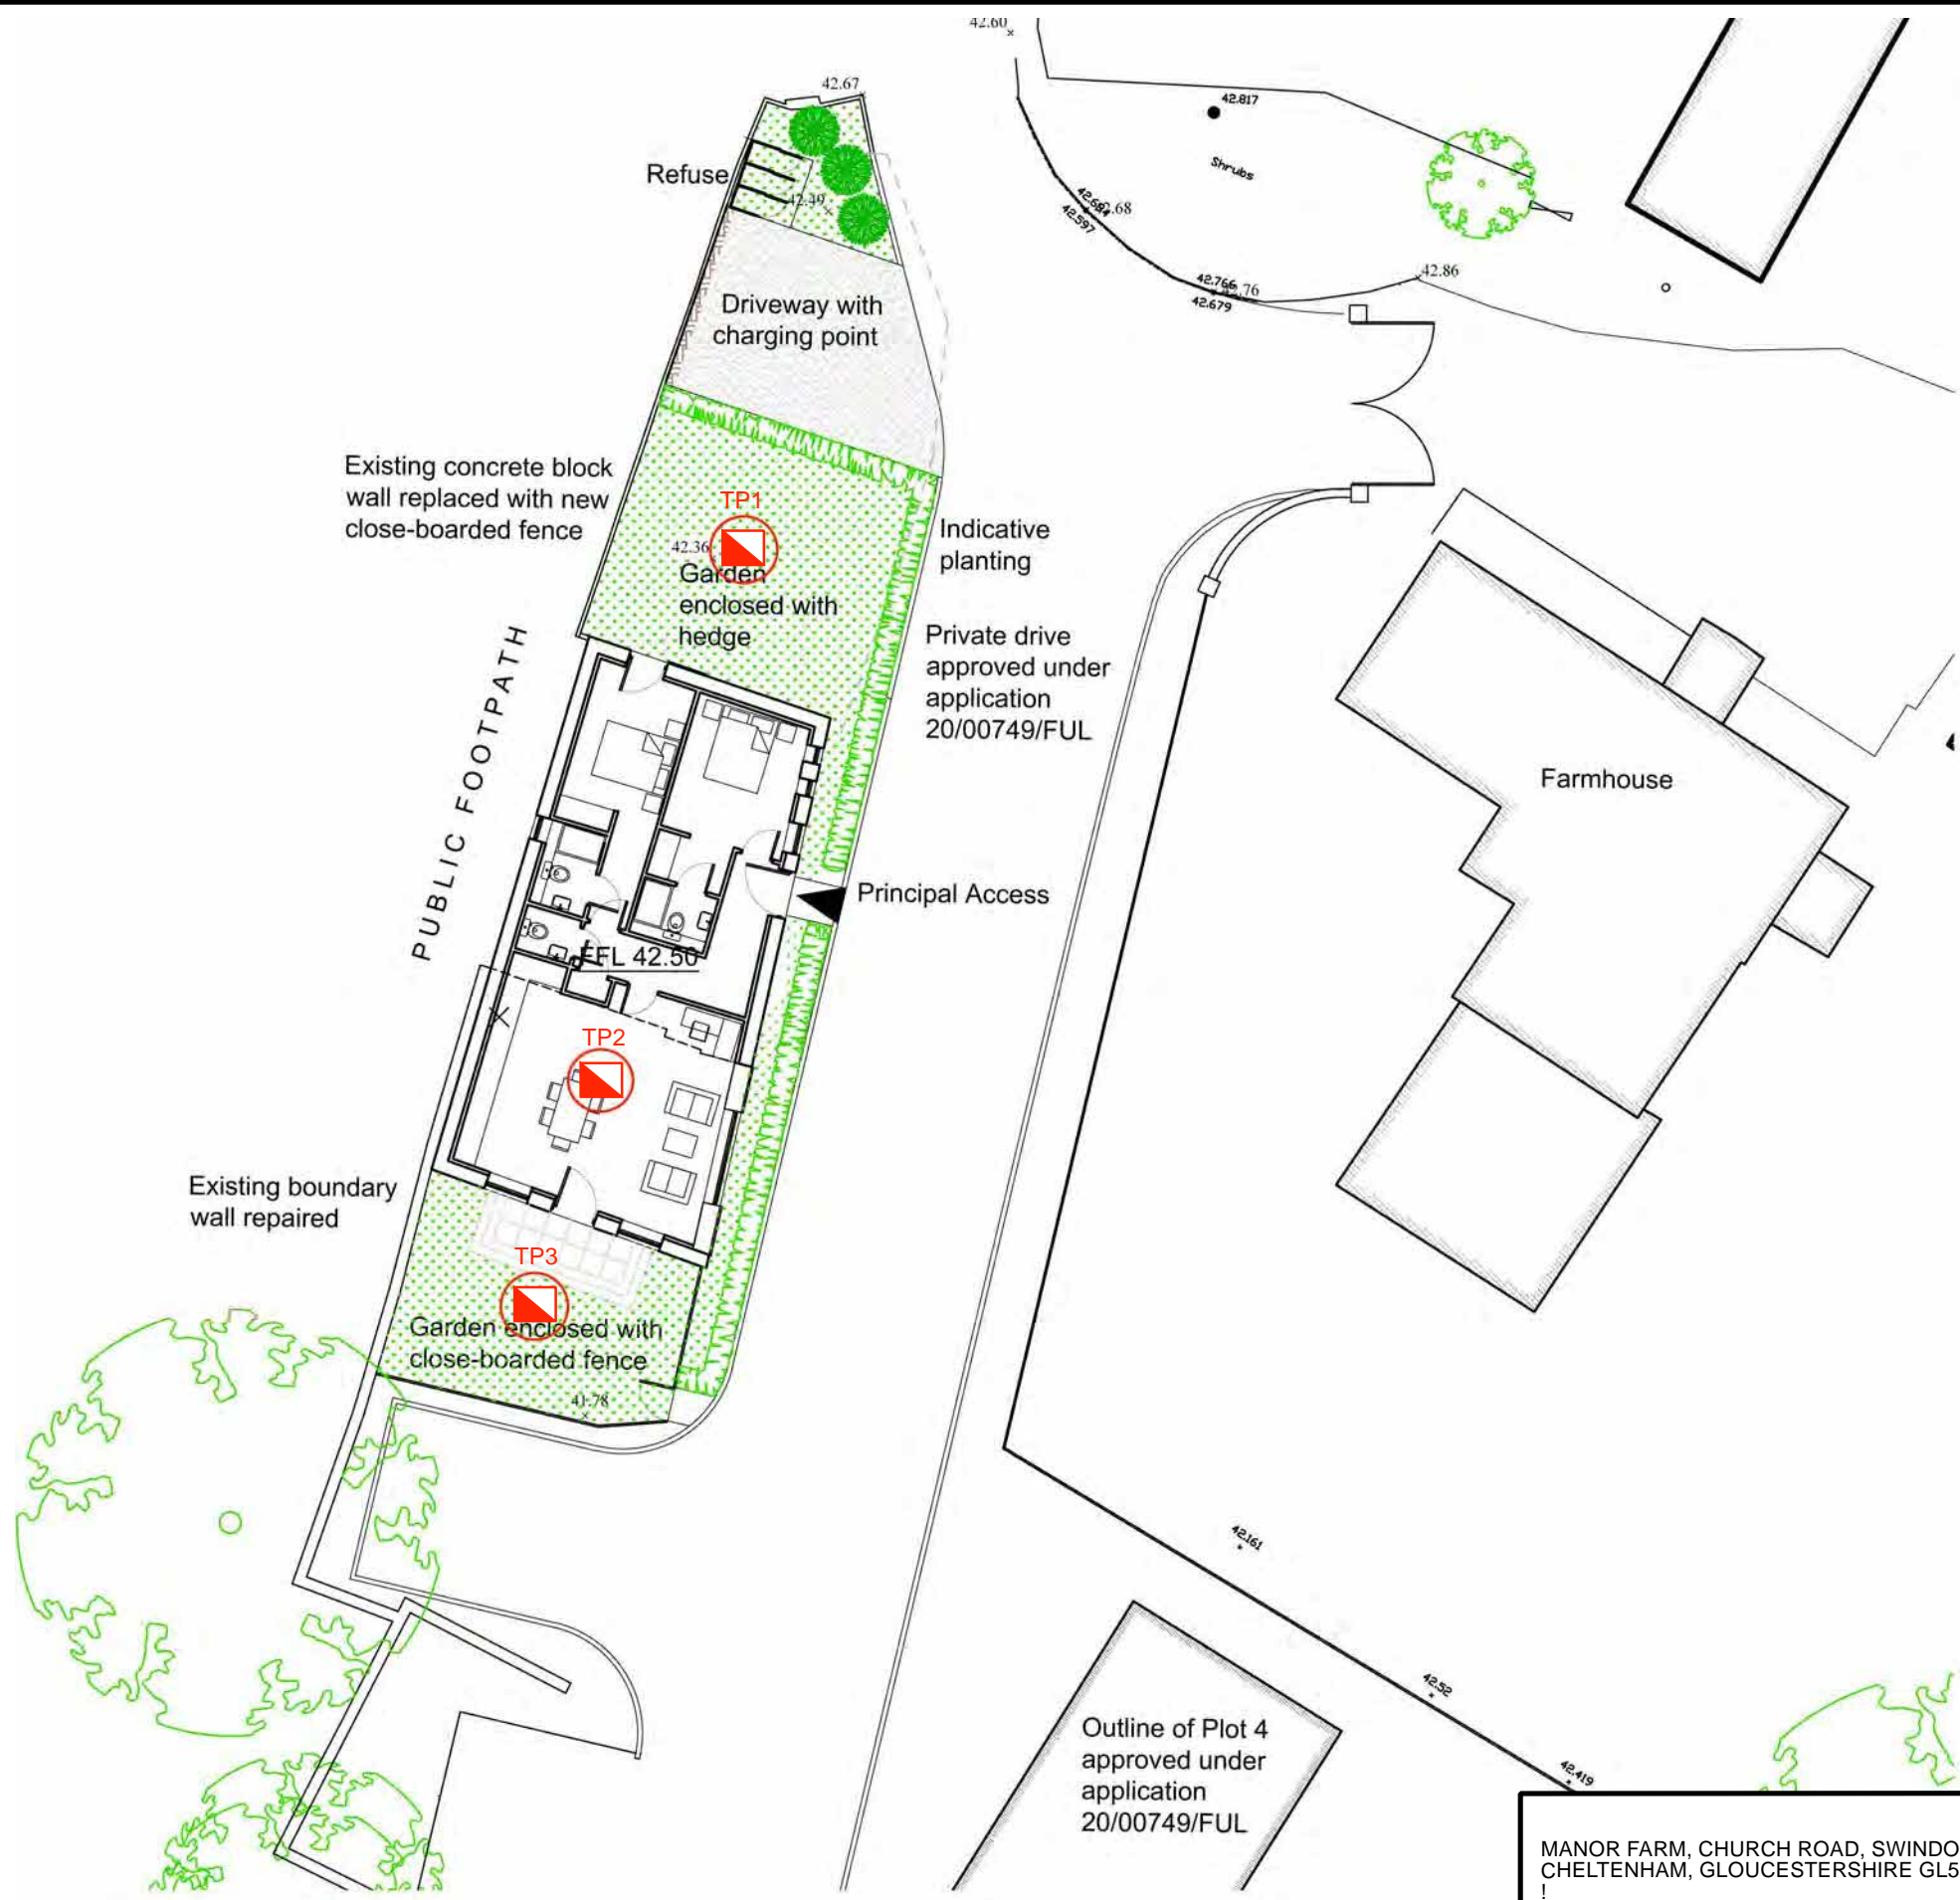 42.60
42.67
42.817
Shrubs
Refuse
42.49
42.68
42.597
42.766
42.679
42.86
Driveway with
charging point
Existing concrete block
wall replaced with new
close-boarded fence
TP1
42.36
Garden
enclosed with
hedge
Indicative
planting
Private drive
approved under
application
20/00749/FUL
PUBLIC FOOTPATH
Farmhouse
Principal Access
FFL 42.50
TP2
Existing boundary
wall repaired
TP3
Garden enclosed with
close-boarded fence
41.78
42.161
42.52
42.419
Outline of Plot 4
approved under
application
20/00749/FUL
MANOR FARM, CHURCH ROAD, SWINDO
CHELTENHAM, GLOUCESTERSHIRE GL5
!